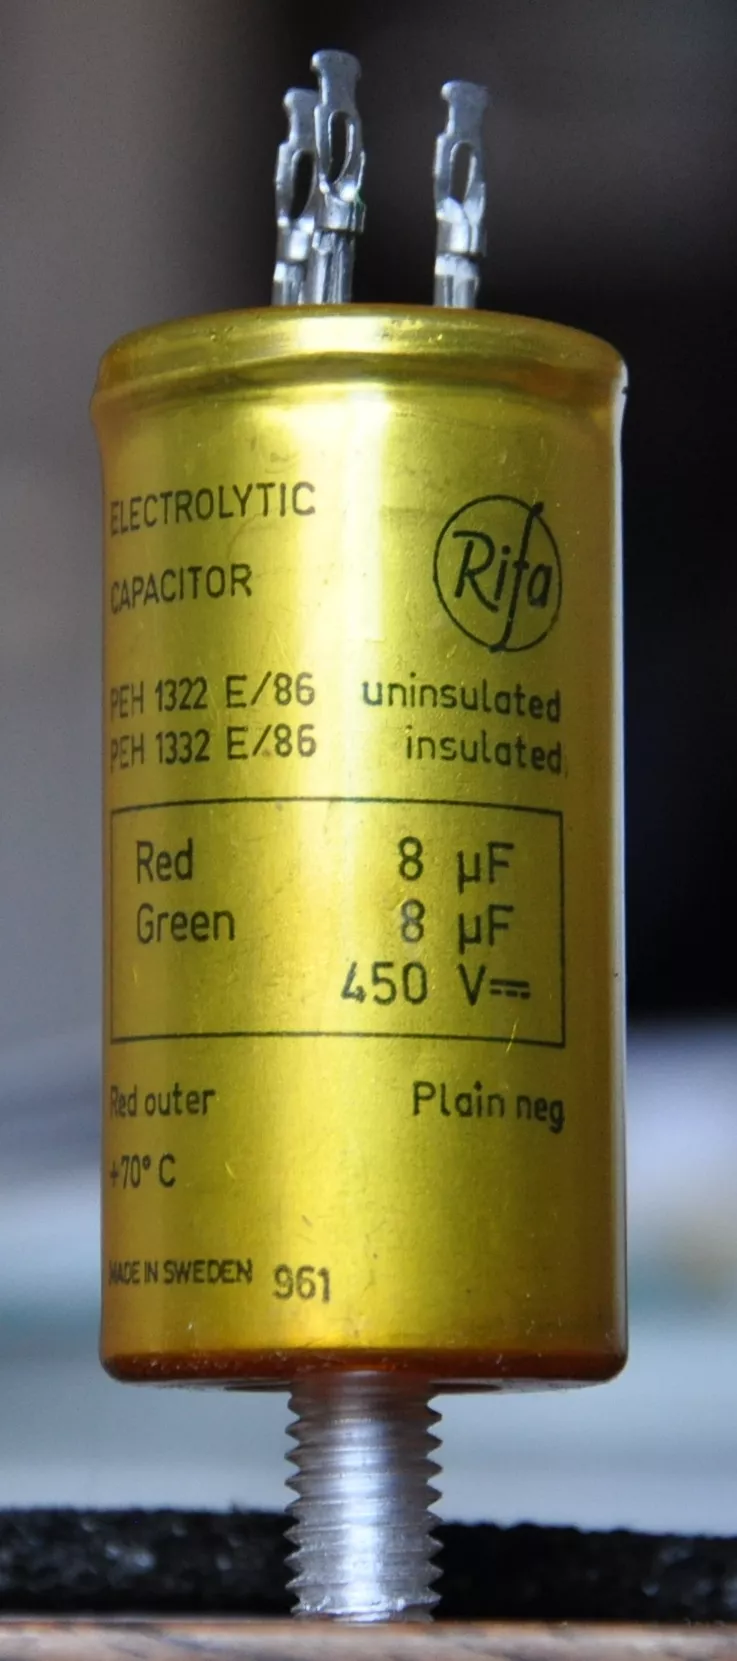 ELECTROLYTIC
CAPACITOR
Rifa
PEH 1322 E/86 uninsulated
PEH 1332 E/86 insulated
Red 8 µF
Green 8 µF
450 V⎓
Red outer Plain neg
+70° C
MADE IN SWEDEN 961